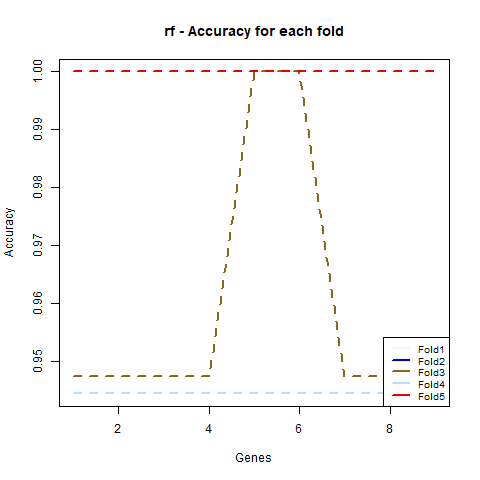 rf - Accuracy for each fold
Accuracy
1.00
0.99
0.98
0.97
0.96
0.95
Fold1
Fold2
Fold3
Fold4
Fold5
2 4 6 8
Genes